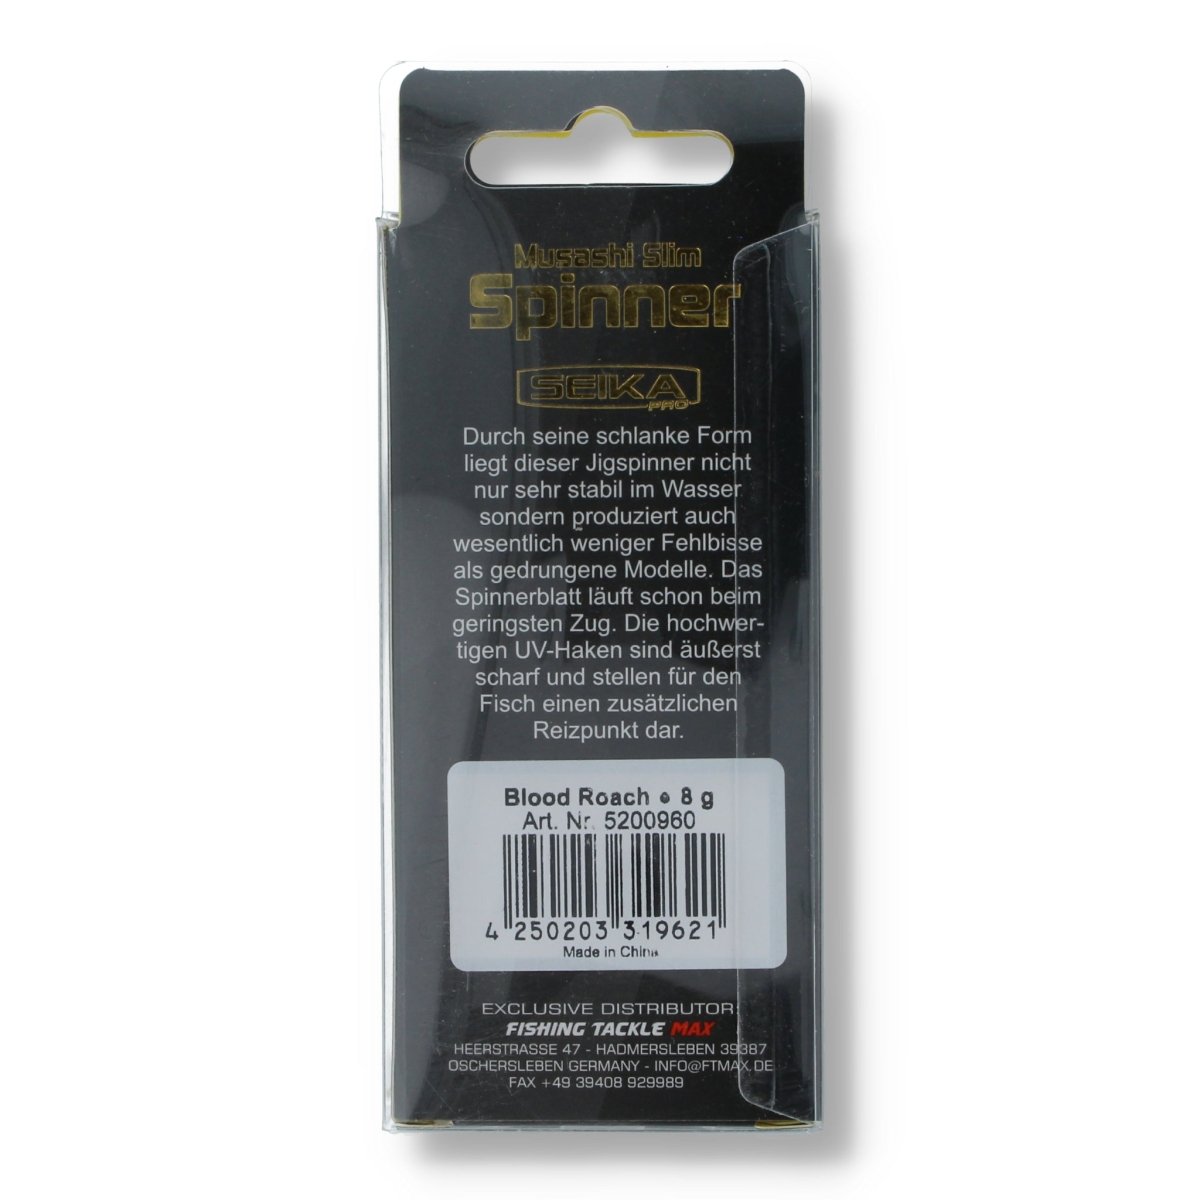 Musashi Slim
Spinner
SEIKA
PRO
Durch seine schlanke Form
liegt dieser Jigspinner nicht
nur sehr stabil im Wasser
sondern produziert auch
wesentlich weniger Fehlbisse
als gedrungene Modelle. Das
Spinnerblatt läuft schon beim
geringsten Zug. Die hochwer-
tigen UV-Haken sind äußerst
scharf und stellen für den
Fisch einen zusätzlichen
Reizpunkt dar.
Blood Roach • 8 g
Art. Nr. 5200960
4 250203 319621
Made in China
EXCLUSIVE DISTRIBUTOR:
FISHING TACKLE MAX
HEERSTRASSE 47 - HADMERSLEBEN 39387
OSCHERSLEBEN GERMANY - INFO@FTMAX.DE
FAX +49 39408 929989